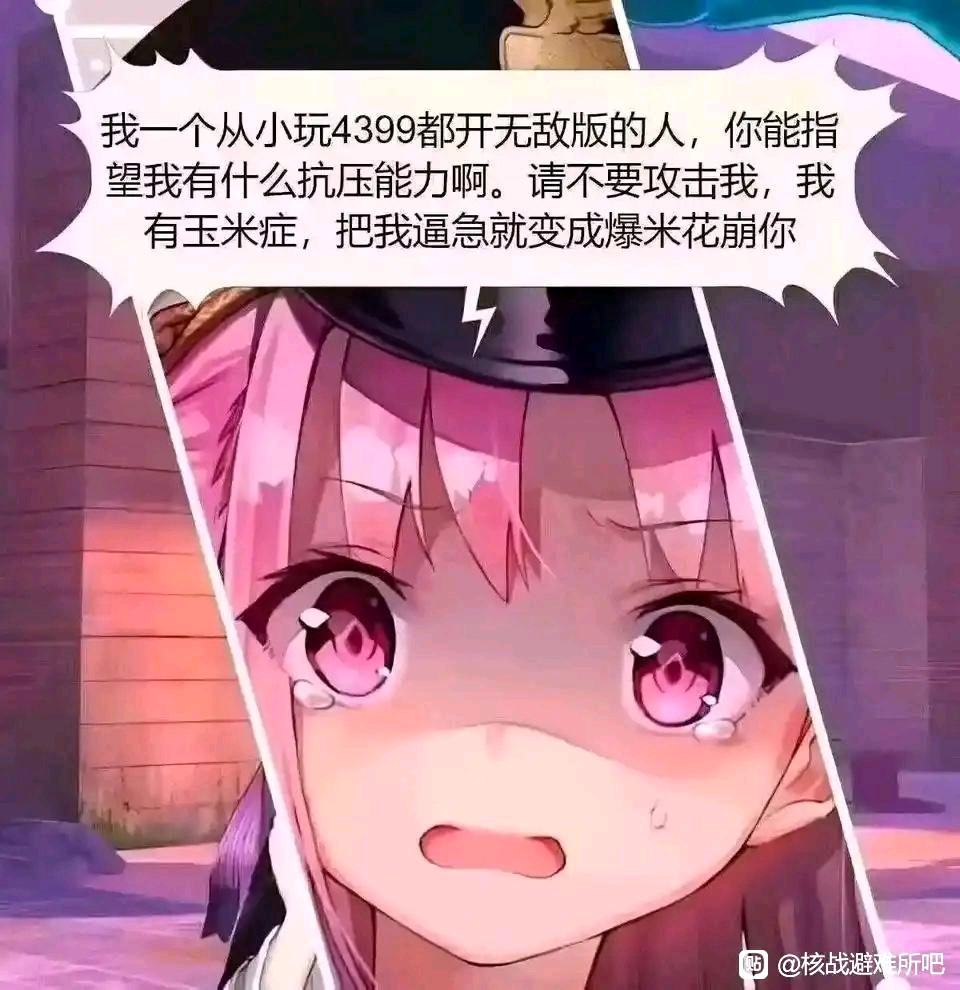 我一个从小玩4399都开无敌版的人，你能指
望我有什么抗压能力啊。请不要攻击我，我
有玉米症，把我逼急就变成爆米花崩你
贴 @核战避难所吧